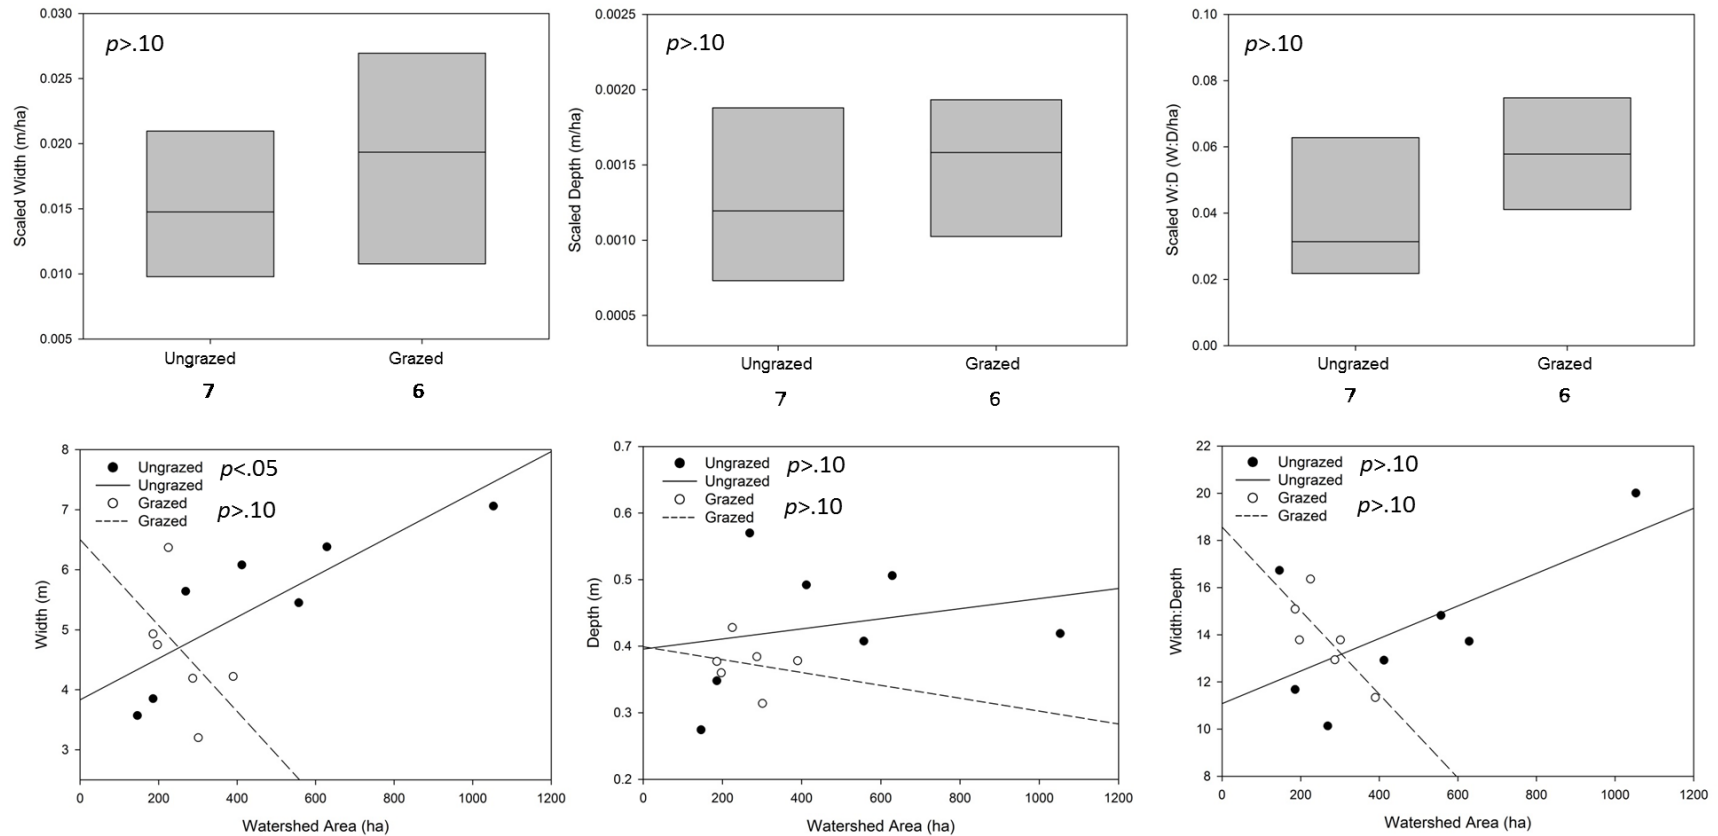 0.030
0.025
0.020
0.015
0.010
0.005
Scaled Width (m/ha)
p>.10
Ungrazed
Grazed
7
6
0.0025
0.0020
0.0015
0.0010
0.0005
Scaled Depth (m/ha)
p>.10
Ungrazed
Grazed
7
6
0.10
0.08
0.06
0.04
0.02
0.00
Scaled W:D (W:D/ha)
p>.10
Ungrazed
Grazed
7
6
8
7
6
5
4
3
Width (m)
Ungrazed p<.05
Ungrazed
Grazed p>.10
Grazed
0 200 400 600 800 1000 1200
Watershed Area (ha)
0.7
0.6
0.5
0.4
0.3
0.2
Depth (m)
Ungrazed p>.10
Ungrazed
Grazed p>.10
Grazed
0 200 400 600 800 1000 1200
Watershed Area (ha)
22
20
18
16
14
12
10
8
Width:Depth
Ungrazed p>.10
Ungrazed
Grazed p>.10
Grazed
0 200 400 600 800 1000 1200
Watershed Area (ha)